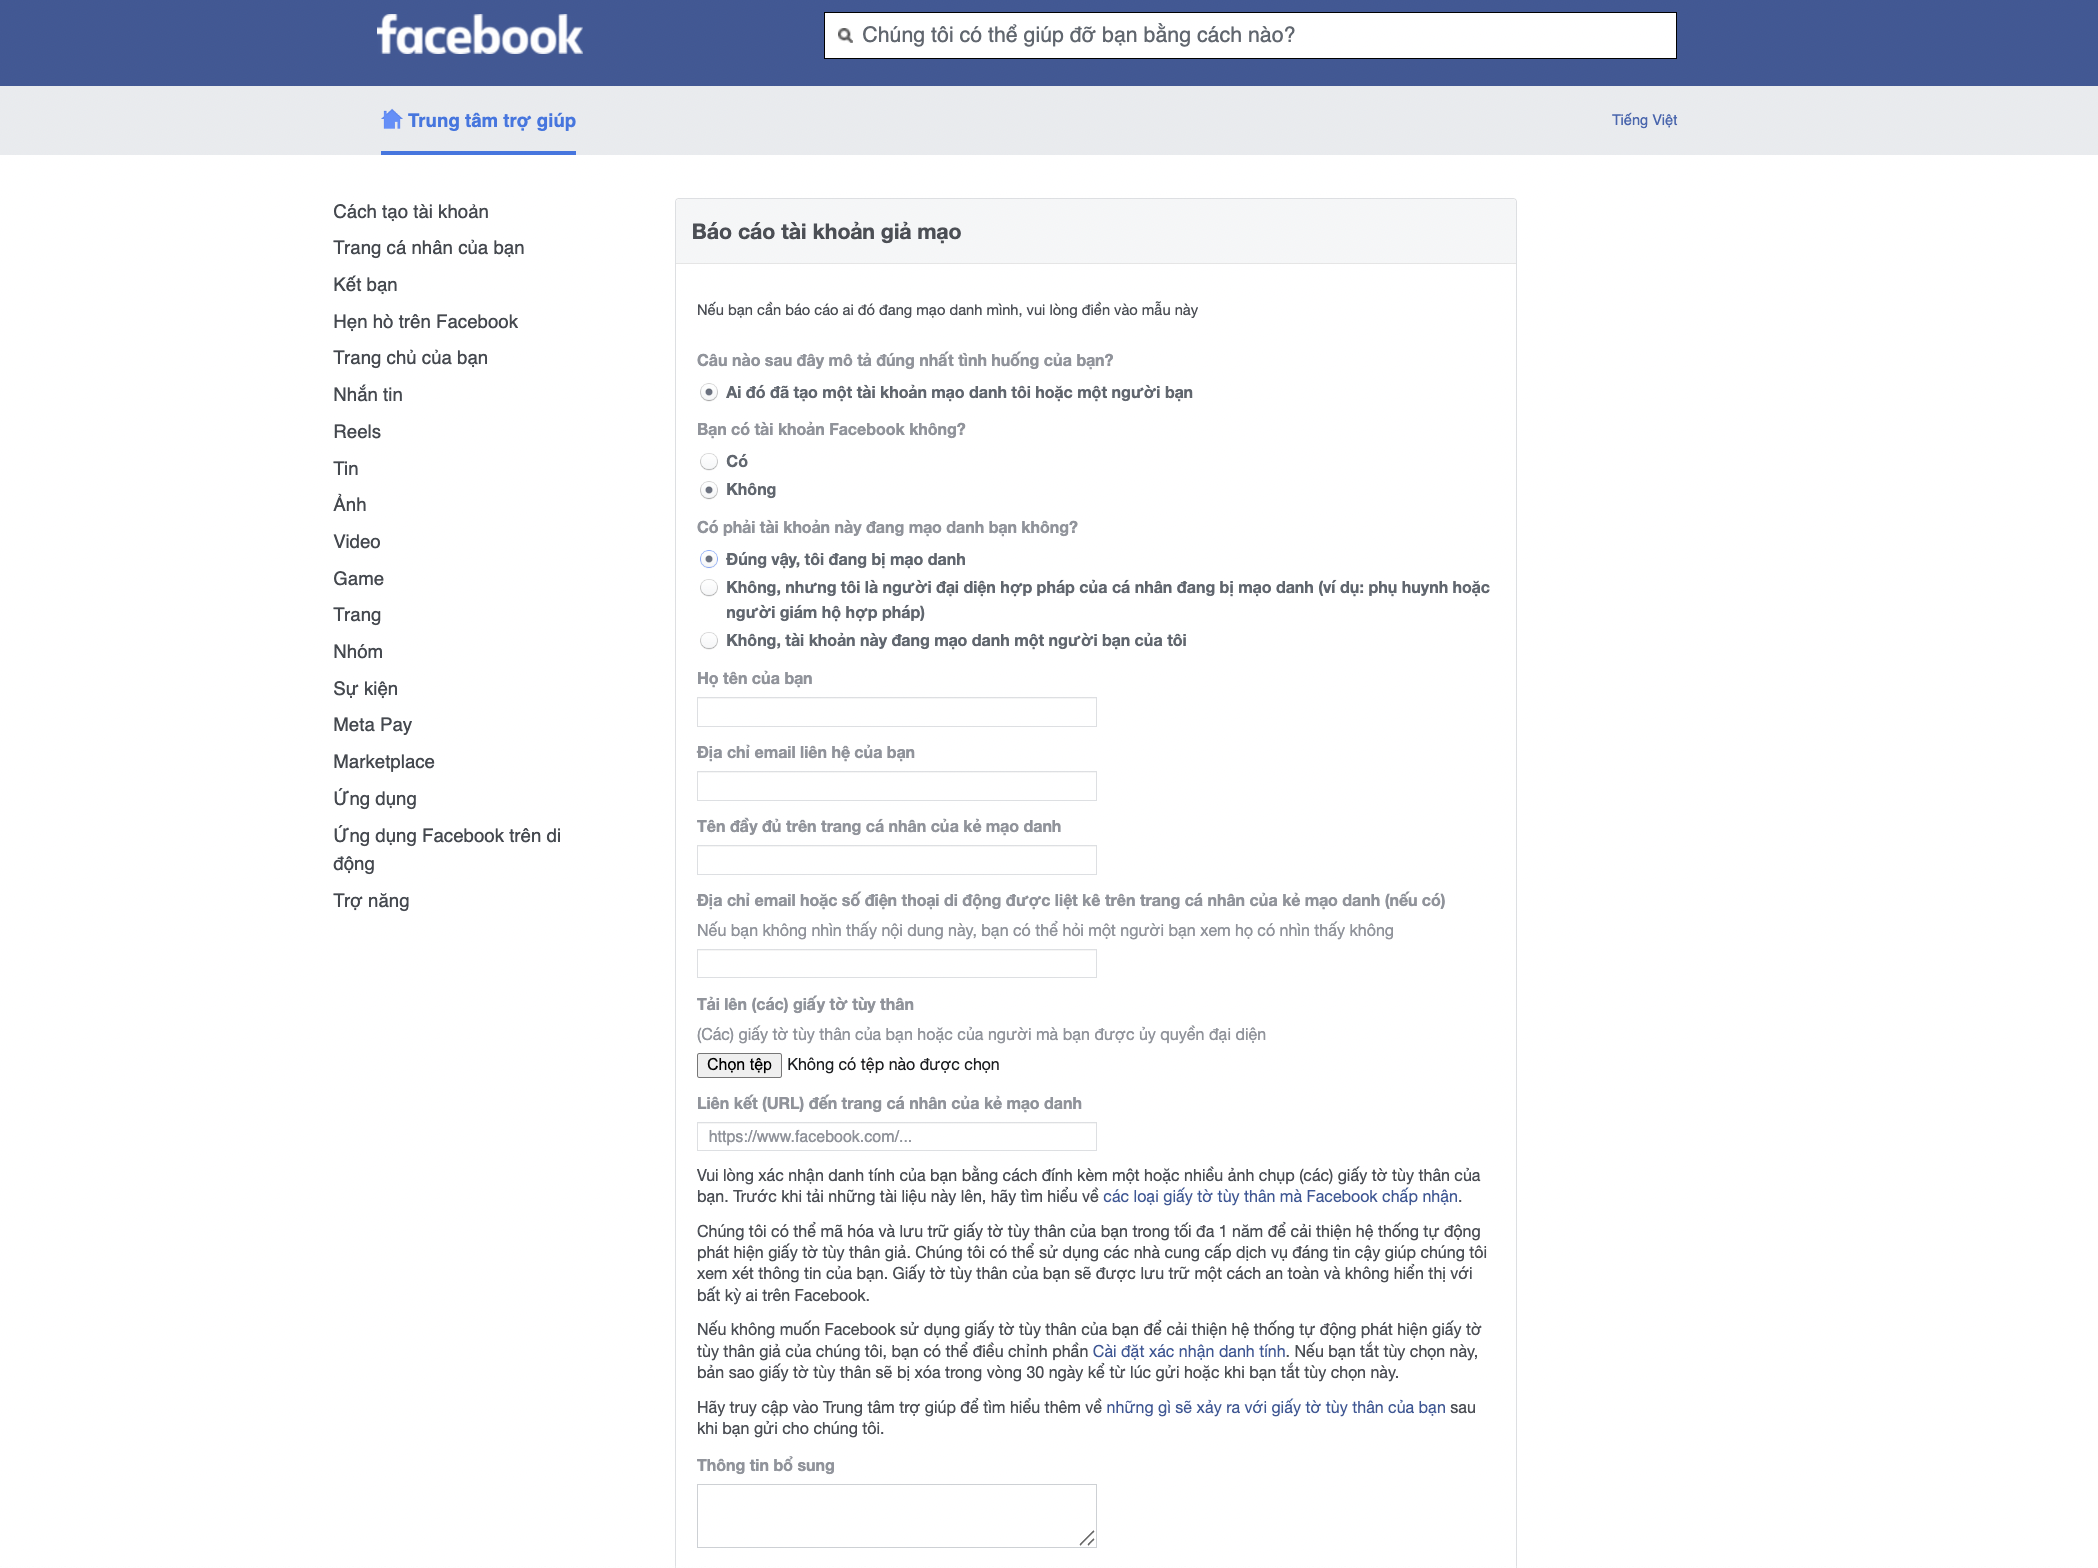 facebook
Chúng tôi có thể giúp đỡ bạn bằng cách nào?
Trung tâm trợ giúp
Tiếng Việt
Cách tạo tài khoản
Trang cá nhân của bạn
Kết bạn
Hẹn hò trên Facebook
Trang chủ của bạn
Nhắn tin
Reels
Tin
Ảnh
Video
Game
Trang
Nhóm
Sự kiện
Meta Pay
Marketplace
Ứng dụng
Ứng dụng Facebook trên di
động
Trợ năng
Báo cáo tài khoản giả mạo
Nếu bạn cần báo cáo ai đó đang mạo danh mình, vui lòng điền vào mẫu này
Câu nào sau đây mô tả đúng nhất tình huống của bạn?
Ai đó đã tạo một tài khoản mạo danh tôi hoặc một người bạn
Bạn có tài khoản Facebook không?
Có
Không
Có phải tài khoản này đang mạo danh bạn không?
Đúng vậy, tôi đang bị mạo danh
Không, nhưng tôi là người đại diện hợp pháp của cá nhân đang bị mạo danh (ví dụ: phụ huynh hoặc
người giám hộ hợp pháp)
Không, tài khoản này đang mạo danh một người bạn của tôi
Họ tên của bạn
Địa chỉ email liên hệ của bạn
Tên đầy đủ trên trang cá nhân của kẻ mạo danh
Địa chỉ email hoặc số điện thoại di động được liệt kê trên trang cá nhân của kẻ mạo danh (nếu có)
Nếu bạn không nhìn thấy nội dung này, bạn có thể hỏi một người bạn xem họ có nhìn thấy không
Tải lên (các) giấy tờ tùy thân
(Các) giấy tờ tùy thân của bạn hoặc của người mà bạn được ủy quyền đại diện
Chọn tệp Không có tệp nào được chọn
Liên kết (URL) đến trang cá nhân của kẻ mạo danh
https://www.facebook.com/...
Vui lòng xác nhận danh tính của bạn bằng cách đính kèm một hoặc nhiều ảnh chụp (các) giấy tờ tùy thân của
bạn. Trước khi tải những tài liệu này lên, hãy tìm hiểu về các loại giấy tờ tùy thân mà Facebook chấp nhận.
Chúng tôi có thể mã hóa và lưu trữ giấy tờ tùy thân của bạn trong tối đa 1 năm để cải thiện hệ thống tự động
phát hiện giấy tờ tùy thân giả. Chúng tôi có thể sử dụng các nhà cung cấp dịch vụ đáng tin cậy giúp chúng tôi
xem xét thông tin của bạn. Giấy tờ tùy thân của bạn sẽ được lưu trữ một cách an toàn và không hiển thị với
bất kỳ ai trên Facebook.
Nếu không muốn Facebook sử dụng giấy tờ tùy thân của bạn để cải thiện hệ thống tự động phát hiện giấy tờ
tùy thân giả của chúng tôi, bạn có thể điều chỉnh phần Cài đặt xác nhận danh tính. Nếu bạn tắt tùy chọn này,
bản sao giấy tờ tùy thân sẽ bị xóa trong vòng 30 ngày kể từ lúc gửi hoặc khi bạn tắt tùy chọn này.
Hãy truy cập vào Trung tâm trợ giúp để tìm hiểu thêm về những gì sẽ xảy ra với giấy tờ tùy thân của bạn sau
khi bạn gửi cho chúng tôi.
Thông tin bổ sung